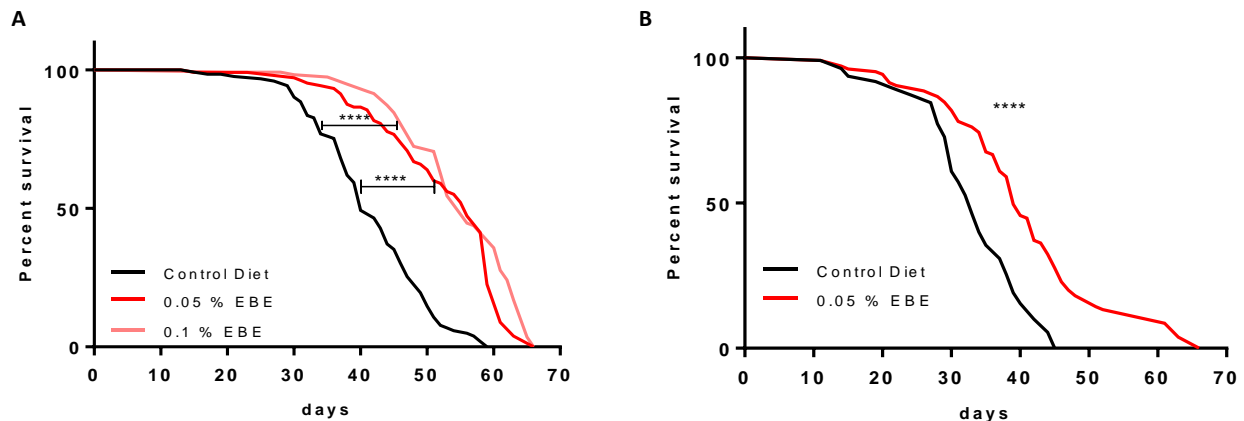 A
Percent survival
100
50
0
****
****
Control Diet
0.05 % EBE
0.1 % EBE
0 10 20 30 40 50 60 70
days
B
Percent survival
100
50
0
****
Control Diet
0.05 % EBE
0 10 20 30 40 50 60 70
days